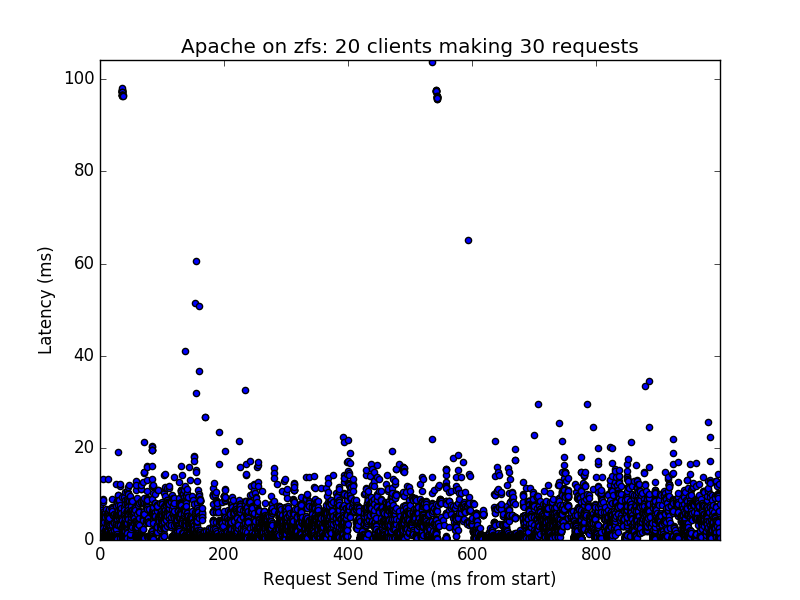 Apache on zfs: 20 clients making 30 requests
100
80
60
40
20
0
Latency (ms)
0 200 400 600 800
Request Send Time (ms from start)